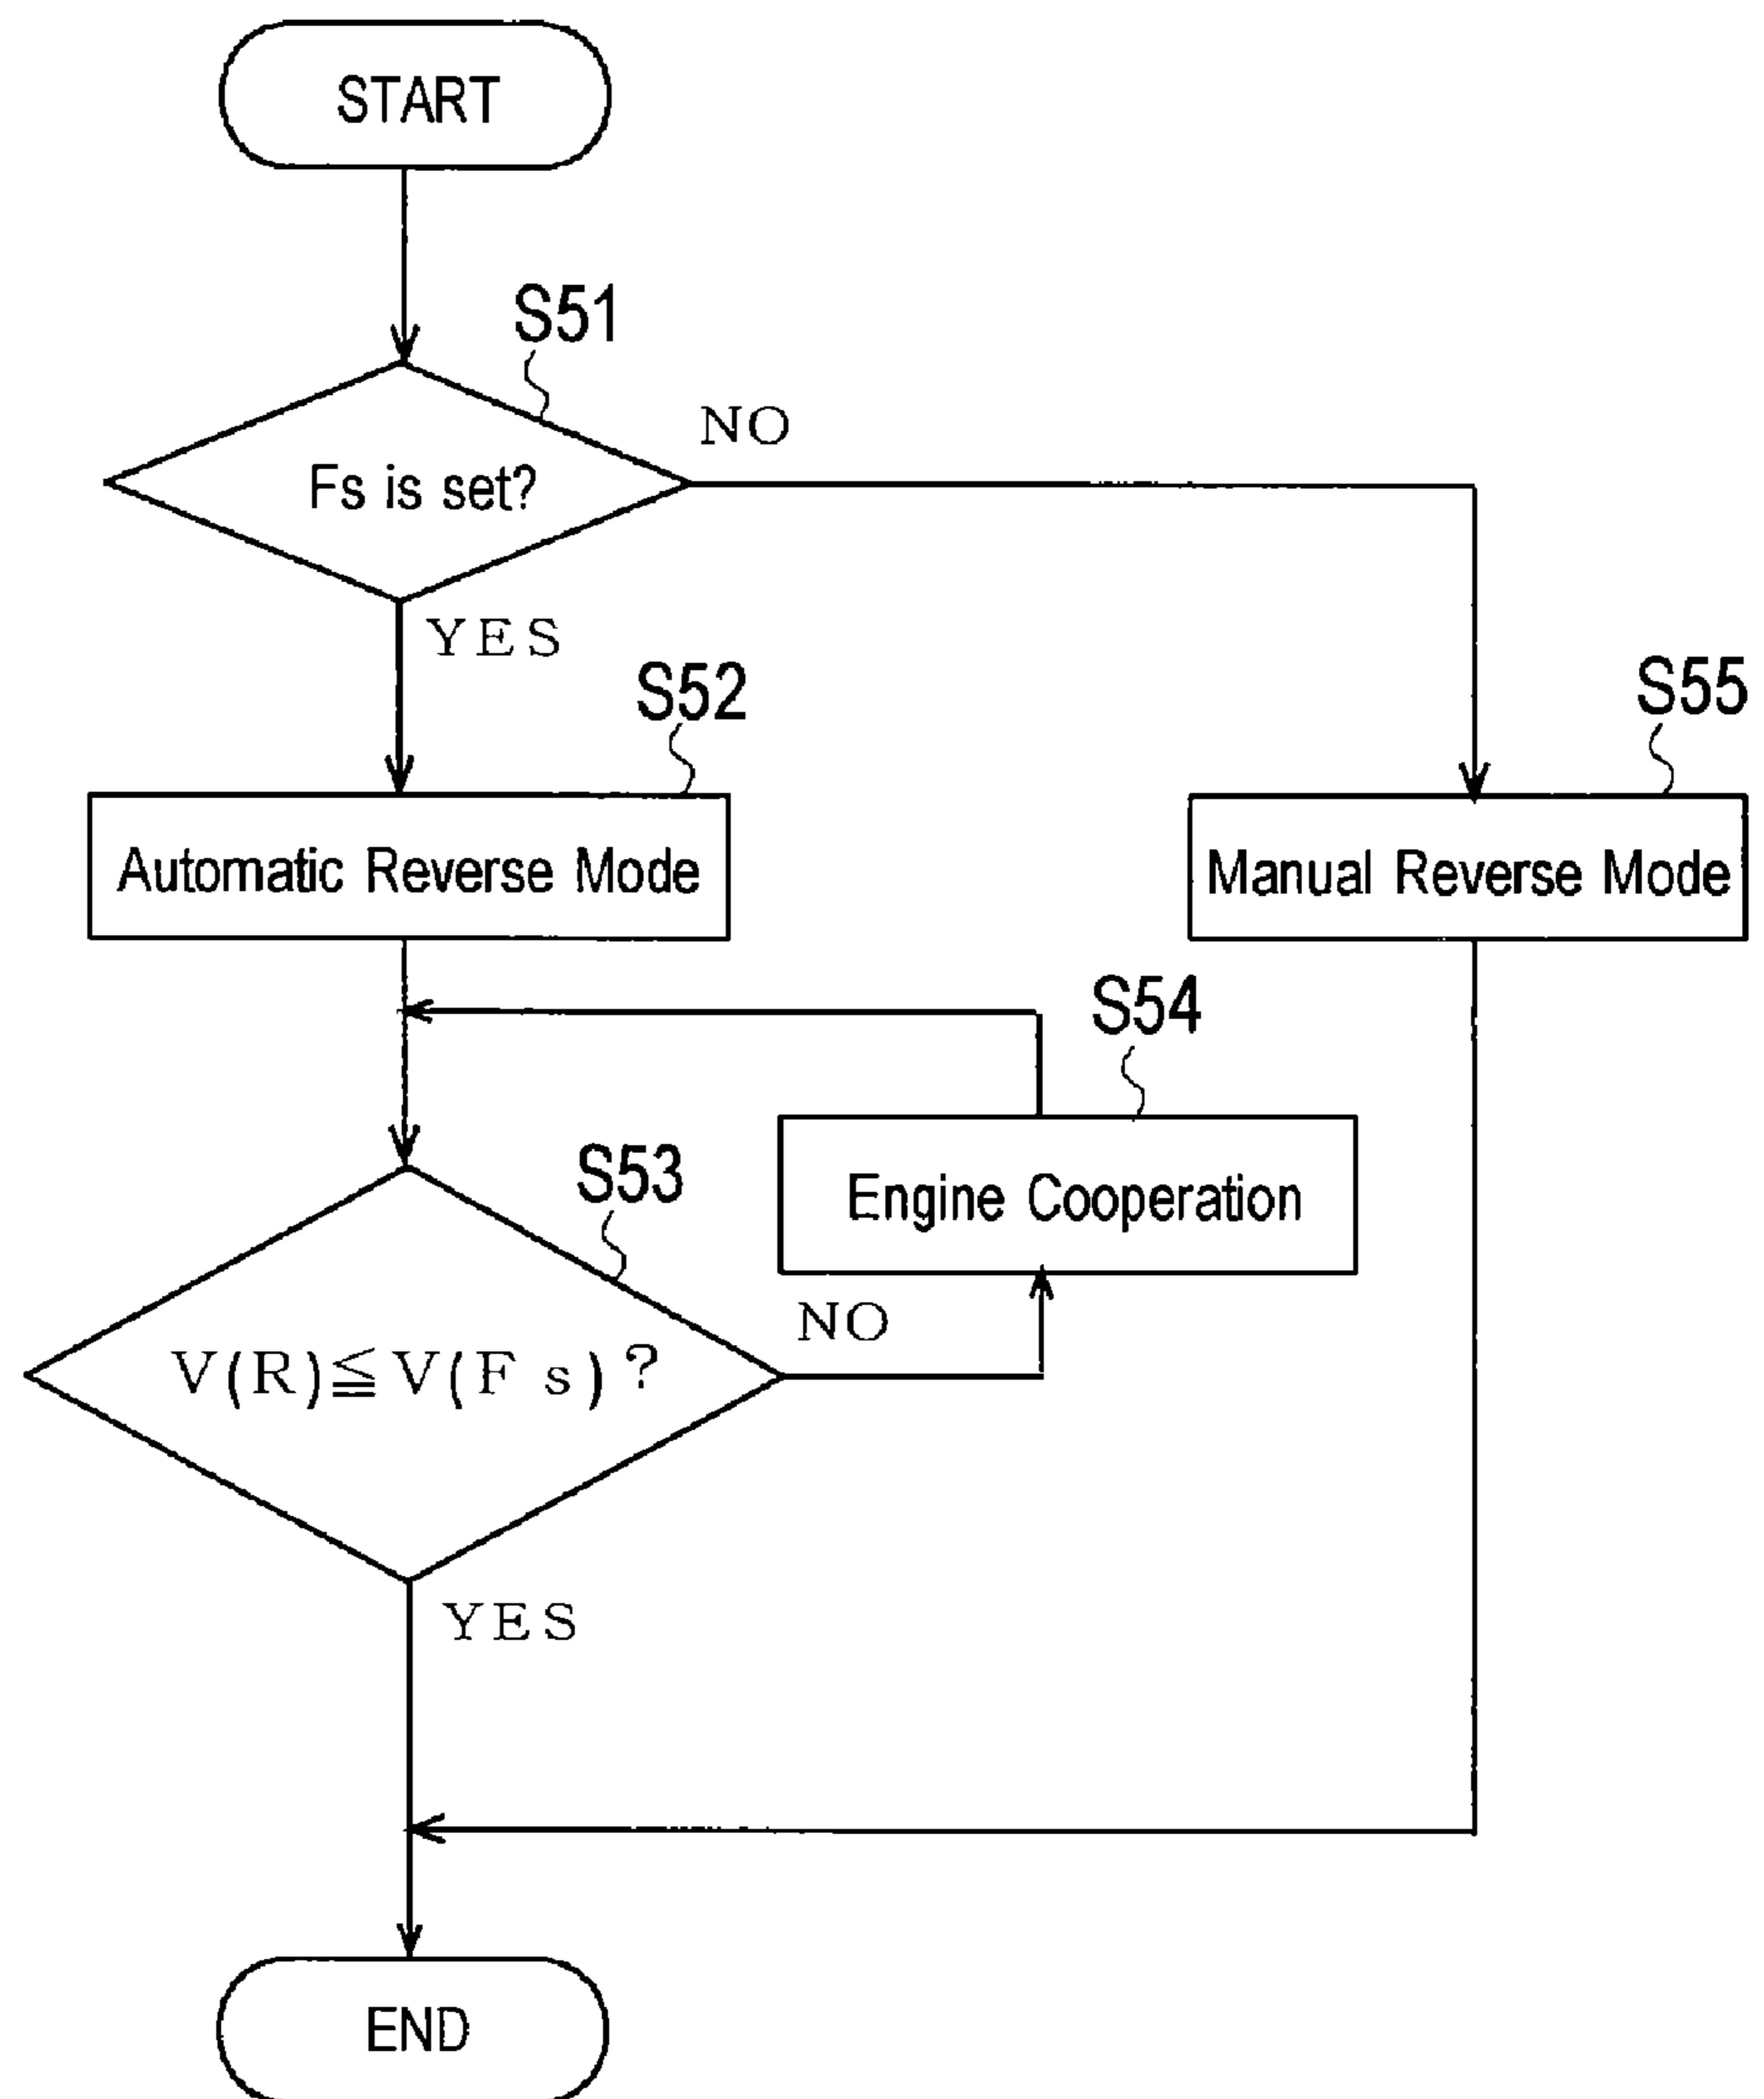 START
S51
NO
Fs is set?
YES
S52
S55
Automatic Reverse Mode
Manual Reverse Mode
S54
S53
Engine Cooperation
NO
V(R)≦V(Fs)?
YES
END